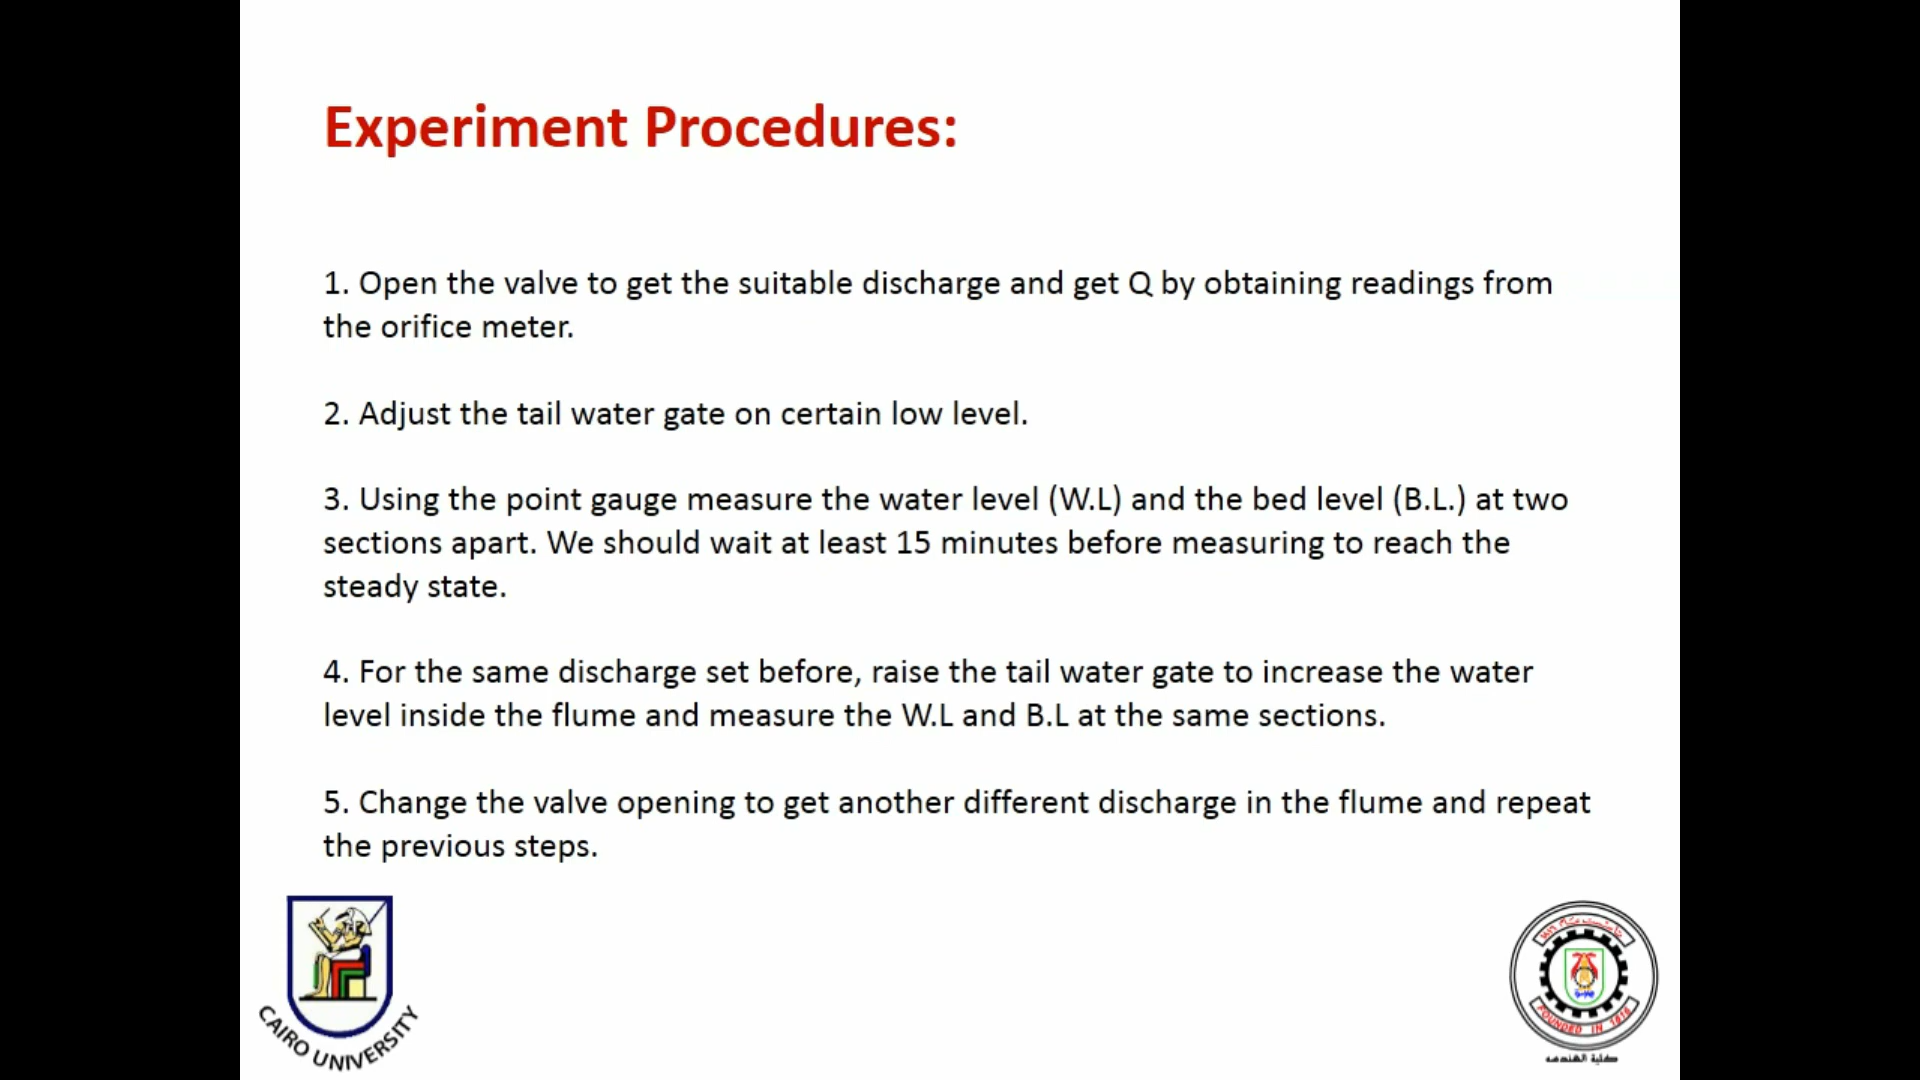 Experiment Procedures:
1. Open the valve to get the suitable discharge and get Q by obtaining readings from
the orifice meter.
2. Adjust the tail water gate on certain low level.
3. Using the point gauge measure the water level (W.L) and the bed level (B.L.) at two
sections apart. We should wait at least 15 minutes before measuring to reach the
steady state.
4. For the same discharge set before, raise the tail water gate to increase the water
level inside the flume and measure the W.L and B.L at the same sections.
5. Change the valve opening to get another different discharge in the flume and repeat
the previous steps.
CAIRO UNIVERSITY
FOUNDED IN 1816
كلية الهندسه